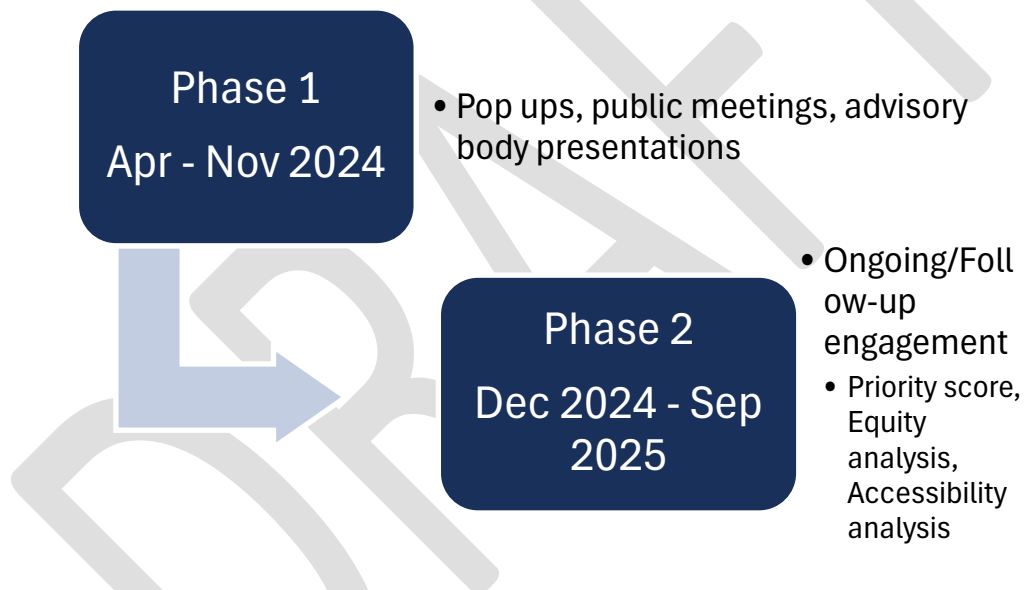 Phase 1
Apr - Nov 2024
• Pop ups, public meetings, advisory
body presentations
Phase 2
Dec 2024 - Sep
2025
• Ongoing/Foll
ow-up
engagement
• Priority score,
Equity
analysis,
Accessibility
analysis
DRAFT